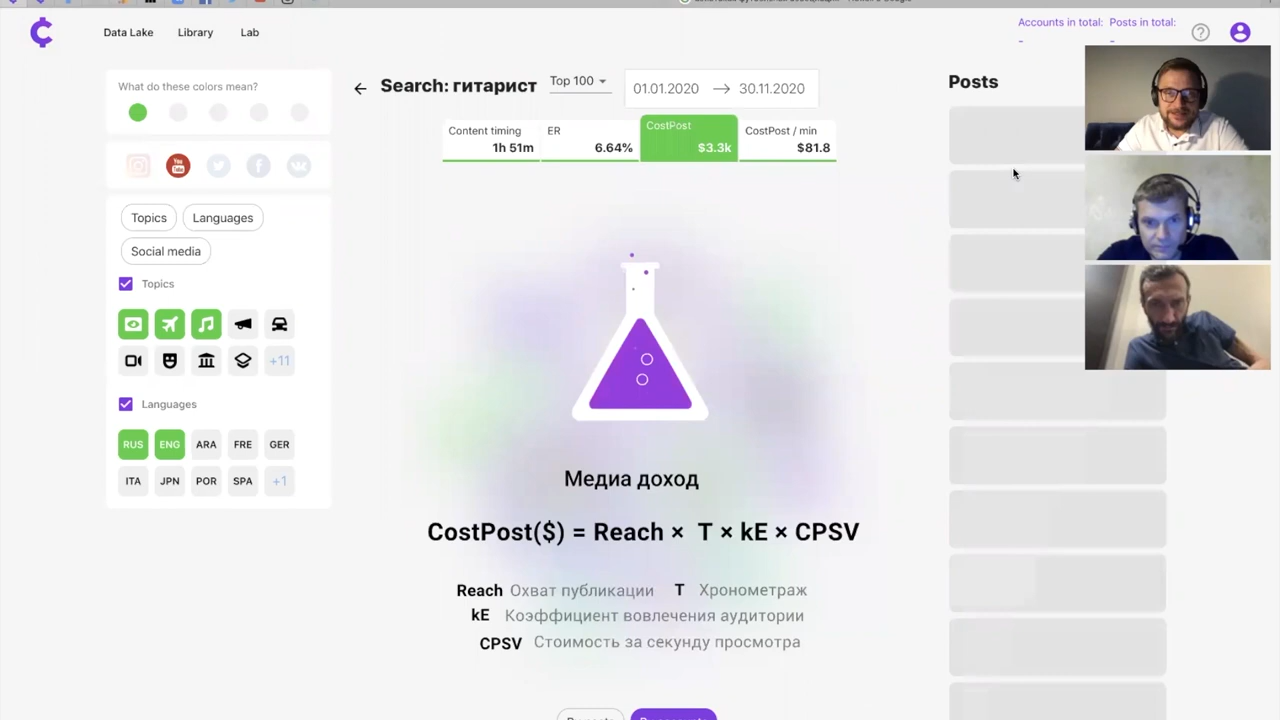 Data Lake Library Lab
Accounts in total: Posts in total:
- -
What do these colors mean?
Search: гитарист Top 100
01.01.2020 → 30.11.2020
Posts
Content timing
1h 51m
ER
6.64%
CostPost
$3.3k
CostPost / min
$81.8
You Tube
Topics Languages
Social media
Topics
+11
Languages
RUS ENG ARA FRE GER
ITA JPN POR SPA +1
Медиа доход
CostPost($) = Reach × T × kE × CPSV
Reach Охват публикации T Хронометраж
kE Коэффициент вовлечения аудитории
CPSV Стоимость за секунду просмотра